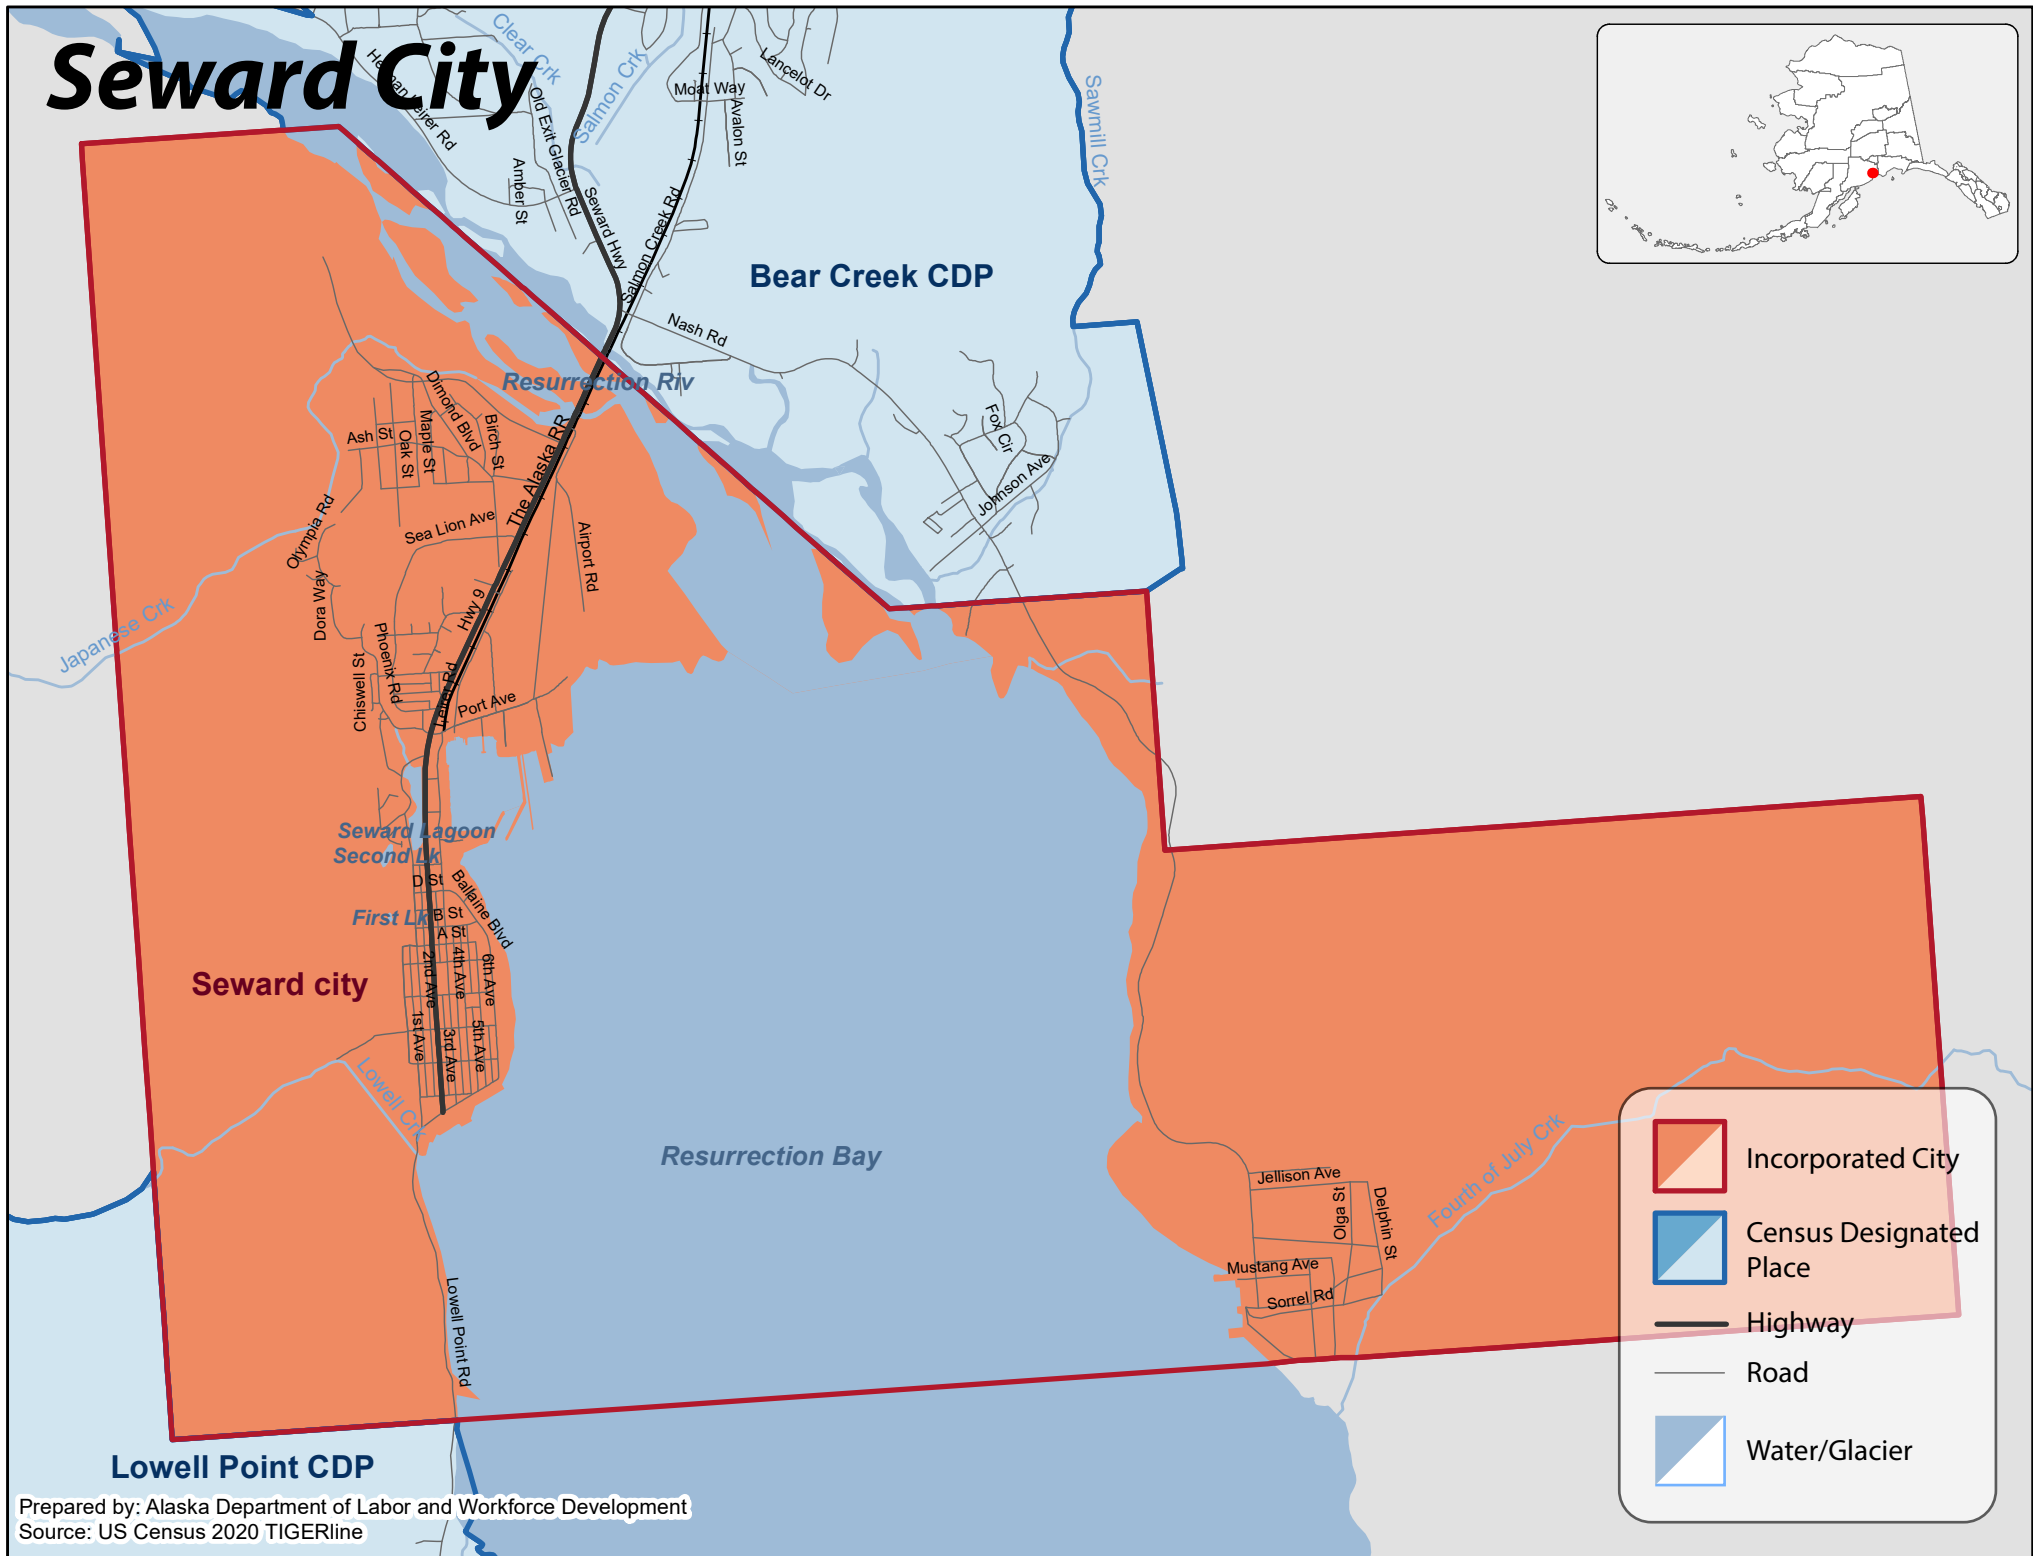 Seward City
Clear Crk
Herman Leirer Rd
Old Exit Glacier Rd
Salmon Crk
Moat Way
Lancelot Dr
Avalon St
Sawmill Crk
Amber St
Seward Hwy
Salmon Creek Rd
Bear Creek CDP
Nash Rd
Resurrection Riv
Dimond Blvd
Birch St
Maple St
Oak St
Ash St
The Alaska RR
Fox Cir
Johnson Ave
Olympia Rd
Sea Lion Ave
Airport Rd
Dora Way
Japanese Crk
Hwy 9
Phoenix Rd
Chiswell St
Leirer Rd
Port Ave
Seward Lagoon
Second Lk
D St
Ballaine Blvd
First Lk
B St
A St
2nd Ave
4th Ave
6th Ave
Seward city
1st Ave
3rd Ave
5th Ave
Lowell Crk
Resurrection Bay
Jellison Ave
Olga St
Delphin St
Fourth of July Crk
Mustang Ave
Sorrel Rd
Lowell Point Rd
Lowell Point CDP
Incorporated City
Census Designated
Place
Highway
Road
Water/Glacier
Prepared by: Alaska Department of Labor and Workforce Development
Source: US Census 2020 TIGERline